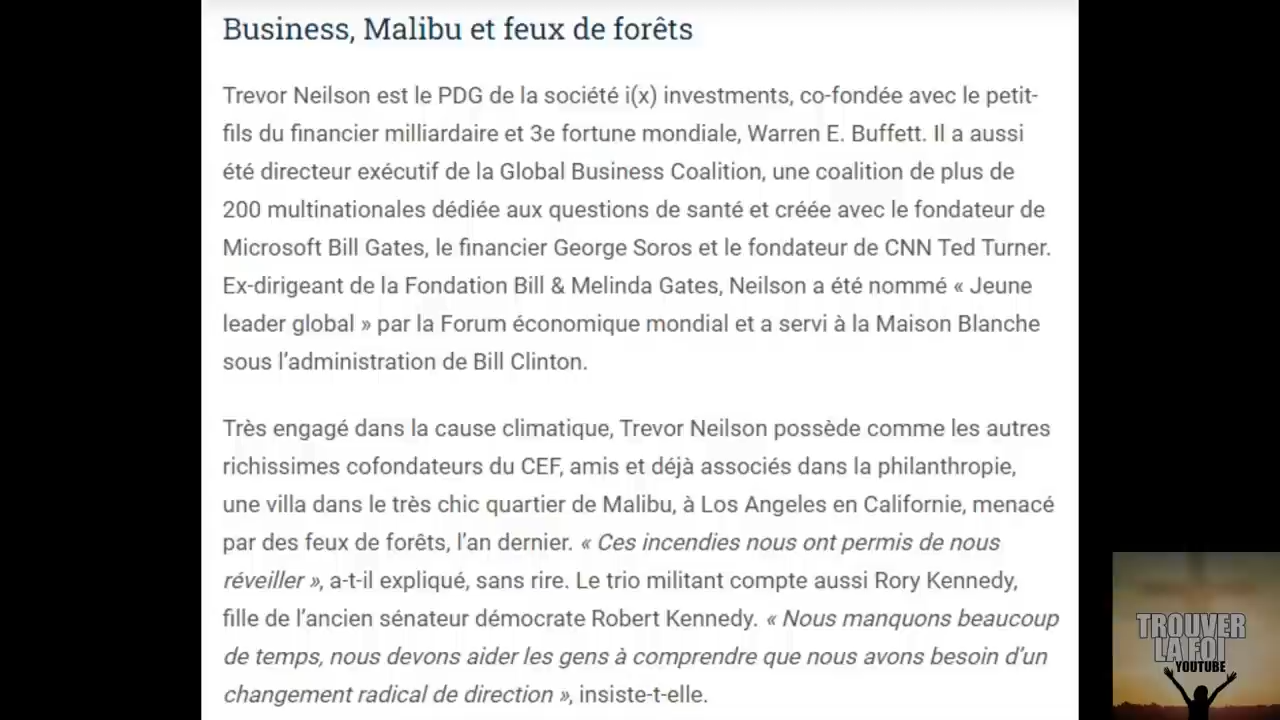 Business, Malibu et feux de forêts
Trevor Neilson est le PDG de la société i(x) investments, co-fondée avec le petit-
fils du financier milliardaire et 3e fortune mondiale, Warren E. Buffett. Il a aussi
été directeur exécutif de la Global Business Coalition, une coalition de plus de
200 multinationales dédiée aux questions de santé et créée avec le fondateur de
Microsoft Bill Gates, le financier George Soros et le fondateur de CNN Ted Turner.
Ex-dirigeant de la Fondation Bill & Melinda Gates, Neilson a été nommé « Jeune
leader global » par la Forum économique mondial et a servi à la Maison Blanche
sous l’administration de Bill Clinton.
Très engagé dans la cause climatique, Trevor Neilson possède comme les autres
richissimes cofondateurs du CEF, amis et déjà associés dans la philanthropie,
une villa dans le très chic quartier de Malibu, à Los Angeles en Californie, menacé
par des feux de forêts, l’an dernier. « Ces incendies nous ont permis de nous
réveiller », a-t-il expliqué, sans rire. Le trio militant compte aussi Rory Kennedy,
fille de l’ancien sénateur démocrate Robert Kennedy. « Nous manquons beaucoup
de temps, nous devons aider les gens à comprendre que nous avons besoin d’un
changement radical de direction », insiste-t-elle.
TROUVER
LA FOI
YOUTUBE